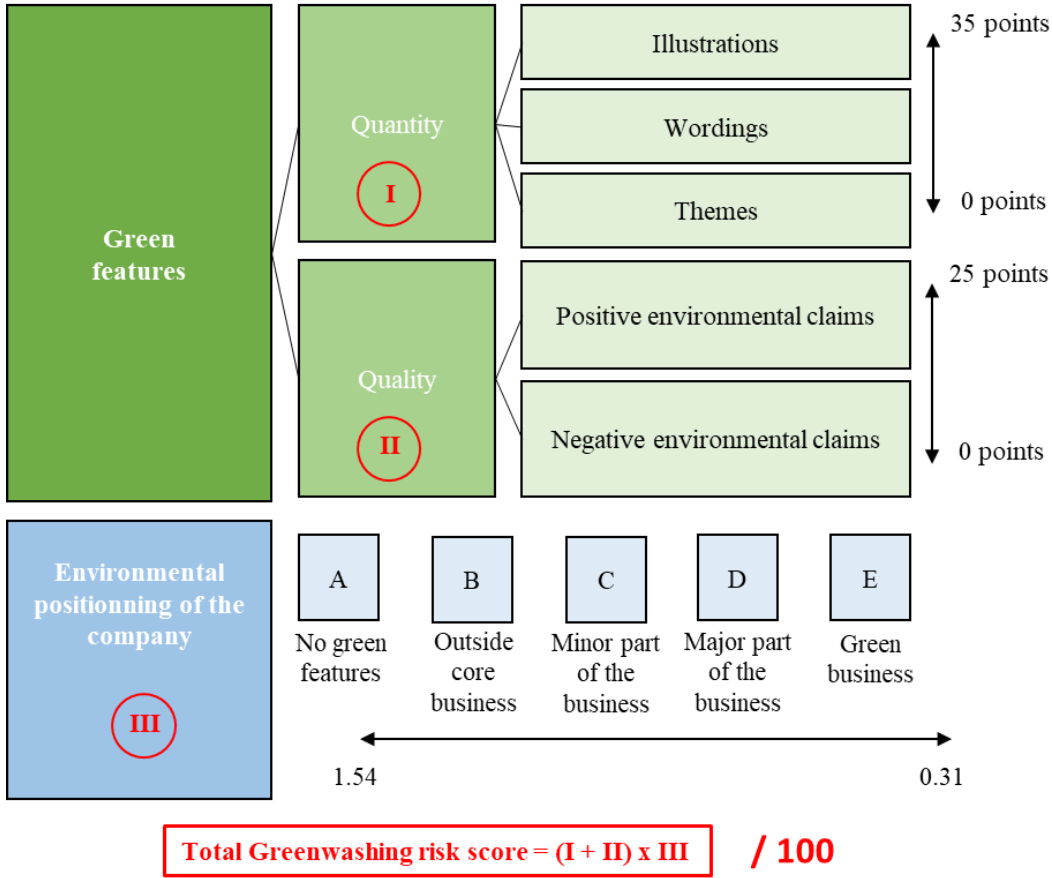 Green
features
Quantity
I
Illustrations
Wordings
Themes
35 points
0 points
Quality
II
Positive environmental claims
Negative environmental claims
25 points
0 points
Environmental
positionning of the
company
III
A
No green
features
B
Outside
core
business
C
Minor part
of the
business
D
Major part
of the
business
E
Green
business
1.54
0.31
Total Greenwashing risk score = (I + II) x III
/ 100